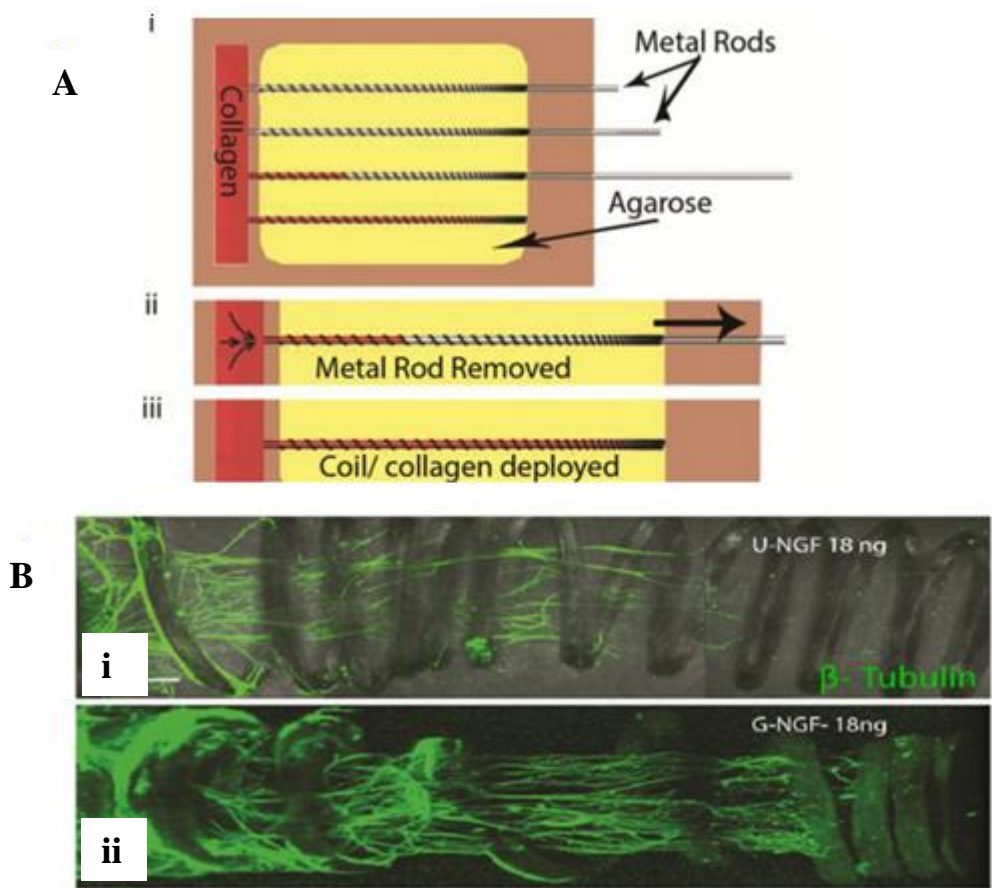 i
A
Metal Rods
Collagen
Agarose
ii
Metal Rod Removed
iii
Coil/ collagen deployed
B
U-NGF 18 ng
i
β- Tubulin
G-NGF- 18ng
ii